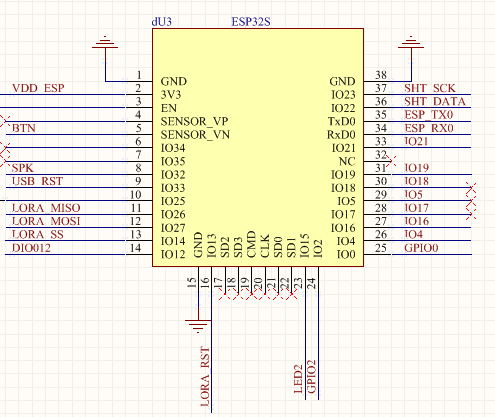 dU3 ESP32S
1 GND GND 38
VDD_ESP 2 3V3 IO23 37 SHT_SCK
3 EN IO22 36 SHT_DATA
4 SENSOR_VP TxD0 35 ESP_TX0
BTN 5 SENSOR_VN RxD0 34 ESP_RX0
6 IO34 IO21 33 IO21
7 IO35 NC 32
SPK 8 IO32 IO19 31 IO19
USB_RST 9 IO33 IO18 30 IO18
10 IO25 IO5 29 IO5
LORA_MISO 11 IO26 IO17 28 IO17
LORA_MOSI 12 IO27 IO16 27 IO16
LORA_SS 13 IO14 IO4 26 IO4
DIO012 14 IO12 IO0 25 GPIO0
GND IO13 SD2 SD3 CMD CLK SD0 SD1 IO15 IO2
15 16 17 18 19 20 21 22 23 24
LORA_RST LED2 GPIO2